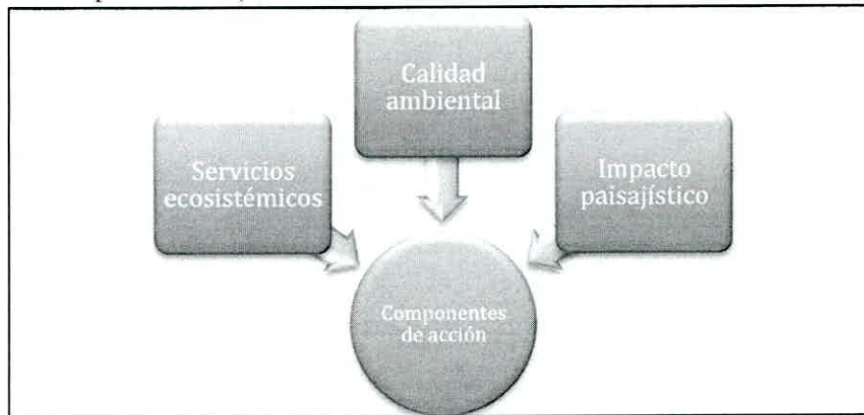 Calidad
ambiental
Servicios
ecosistémicos
Impacto
paisajístico
Componentes
de acción